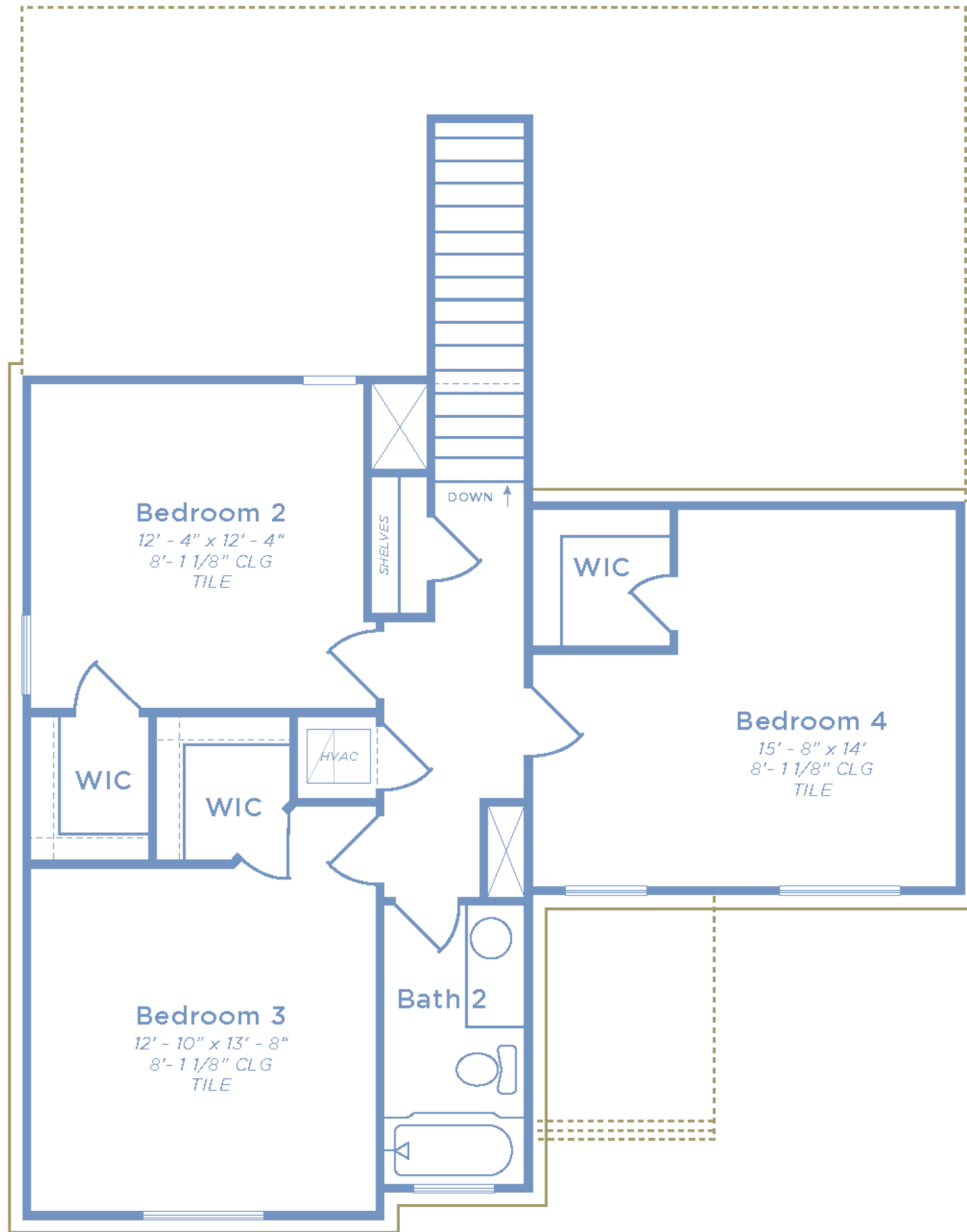 DOWN
Bedroom 2
12' - 4" x 12' - 4"
8'- 1 1/8" CLG
TILE
SHELVES
WIC
Bedroom 4
15' - 8" x 14'
8'- 1 1/8" CLG
TILE
HVAC
WIC
WIC
Bath 2
Bedroom 3
12' - 10" x 13' - 8"
8'- 1 1/8" CLG
TILE